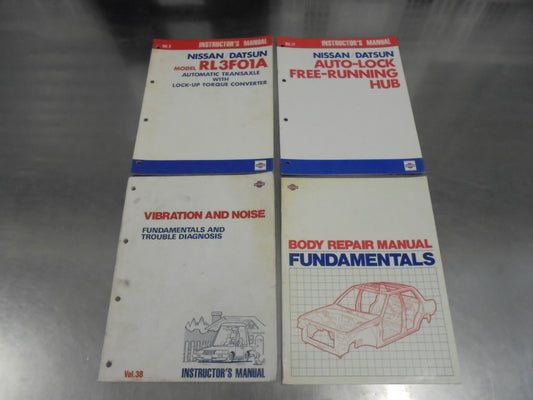 INSTRUCTOR'S MANUAL
NISSAN/DATSUN
MODEL RL3F01A
AUTOMATIC TRANSAXLE
WITH
LOCK-UP TORQUE CONVERTER
INSTRUCTOR'S MANUAL
NISSAN/DATSUN
AUTO-LOCK
FREE-RUNNING
HUB
VIBRATION AND NOISE
FUNDAMENTALS AND
TROUBLE DIAGNOSIS
Vol.38
INSTRUCTOR'S MANUAL
BODY REPAIR MANUAL
FUNDAMENTALS